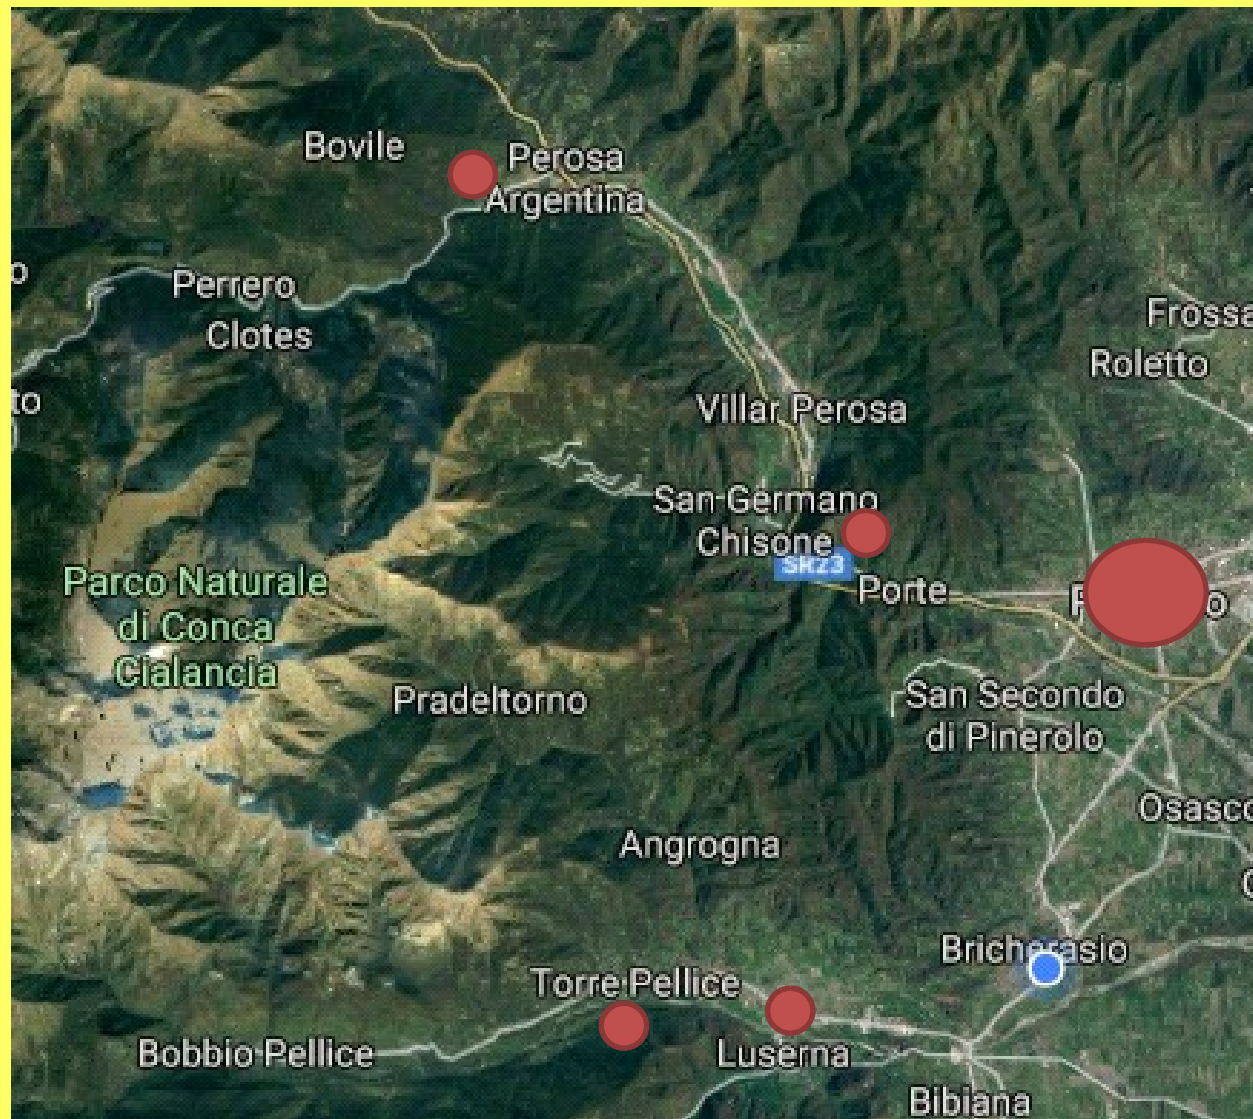 Bovile
Perosa
Argentina
Perrero
Clotes
to
Frossa
Roletto
Villar Perosa
San Germano
Chisone
SR23
Porte
Parco Naturale
di Conca
Cialancia
Pradeltorno
San Secondo
di Pinerolo
Osasco
Angrogna
Bricherasio
Torre Pellice
Bobbio Pellice
Luserna
Bibiana